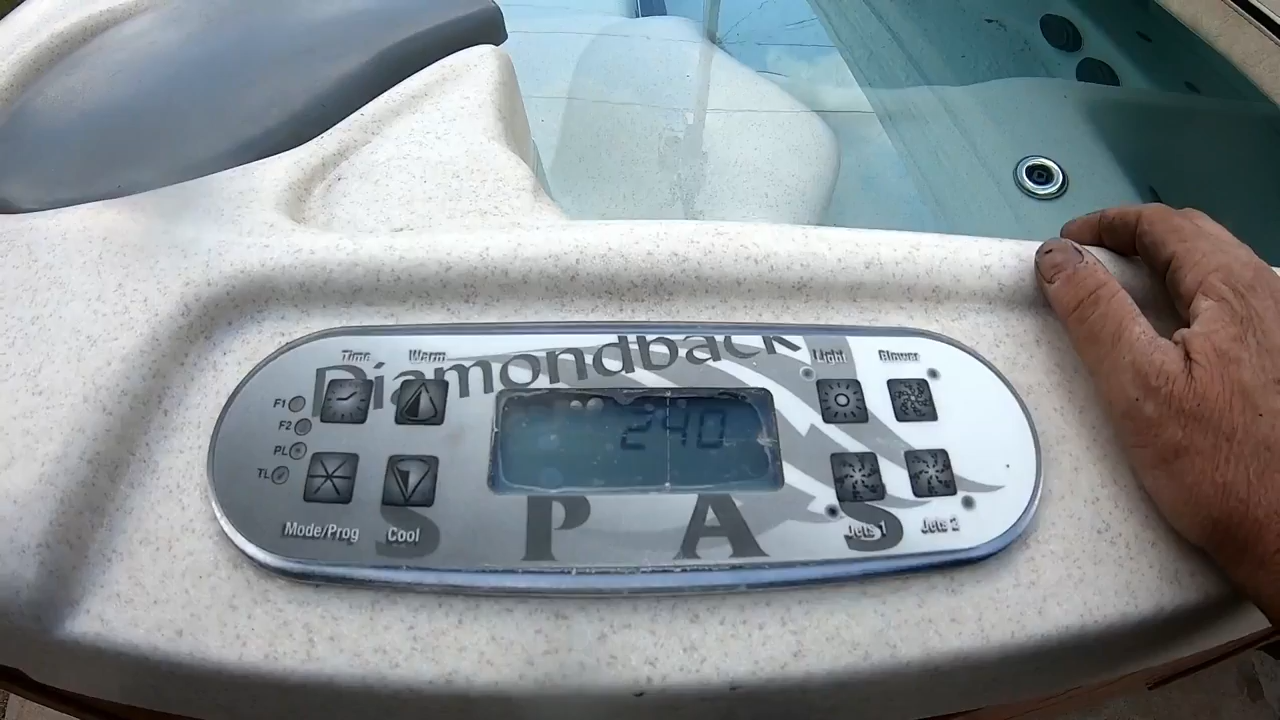 Time Warm Light Blower
Diamondback
F1
F2
PL
TL
240
Mode/Prog Cool Jets 1 Jets 2
SPAS